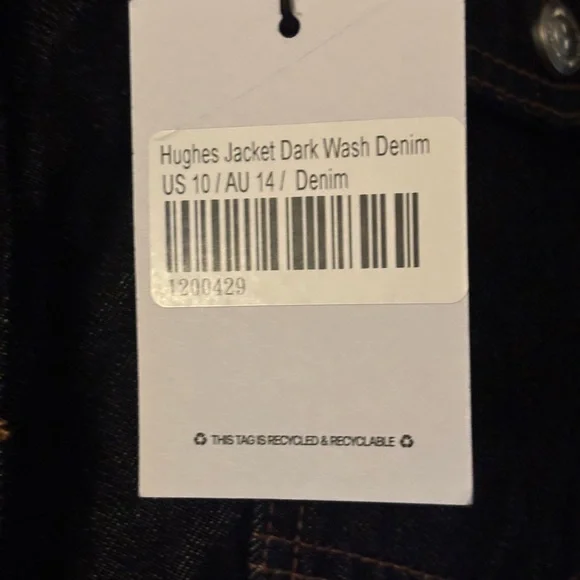 Hughes Jacket Dark Wash Denim
US 10 / AU 14 / Denim
1200429
♻ THIS TAG IS RECYCLED & RECYCLABLE ♻